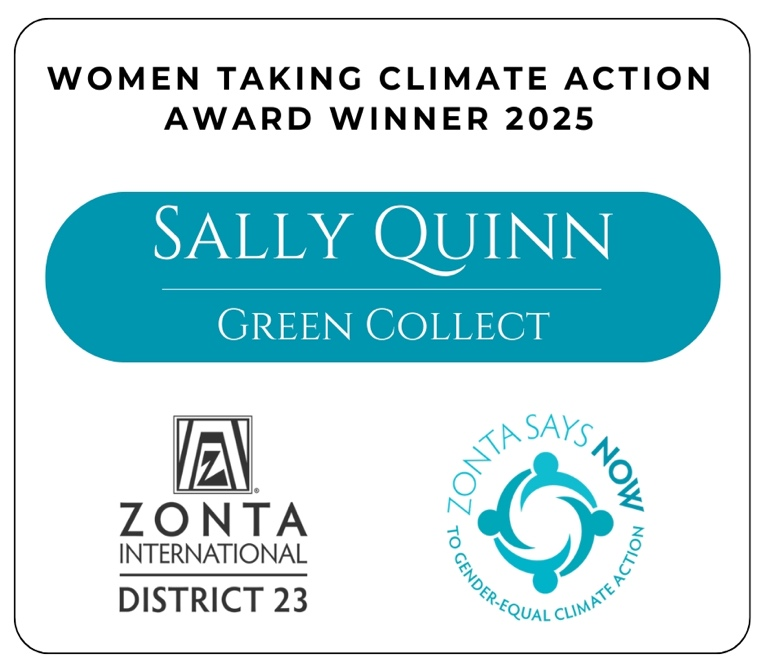 WOMEN TAKING CLIMATE ACTION
AWARD WINNER 2025
SALLY QUINN
GREEN COLLECT
Z
®
ZONTA
INTERNATIONAL
DISTRICT 23
ZONTA SAYS NOW
TO GENDER-EQUAL CLIMATE ACTION